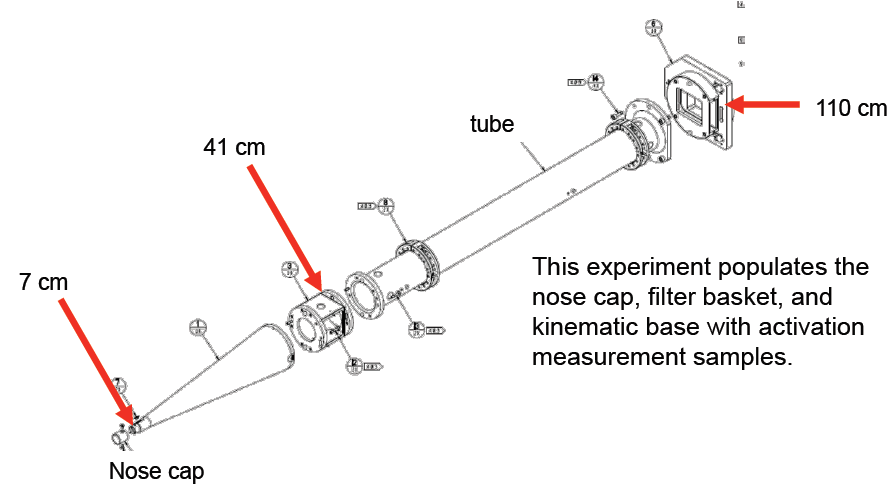 110 cm
tube
41 cm
7 cm
This experiment populates the
nose cap, filter basket, and
kinematic base with activation
measurement samples.
Nose cap